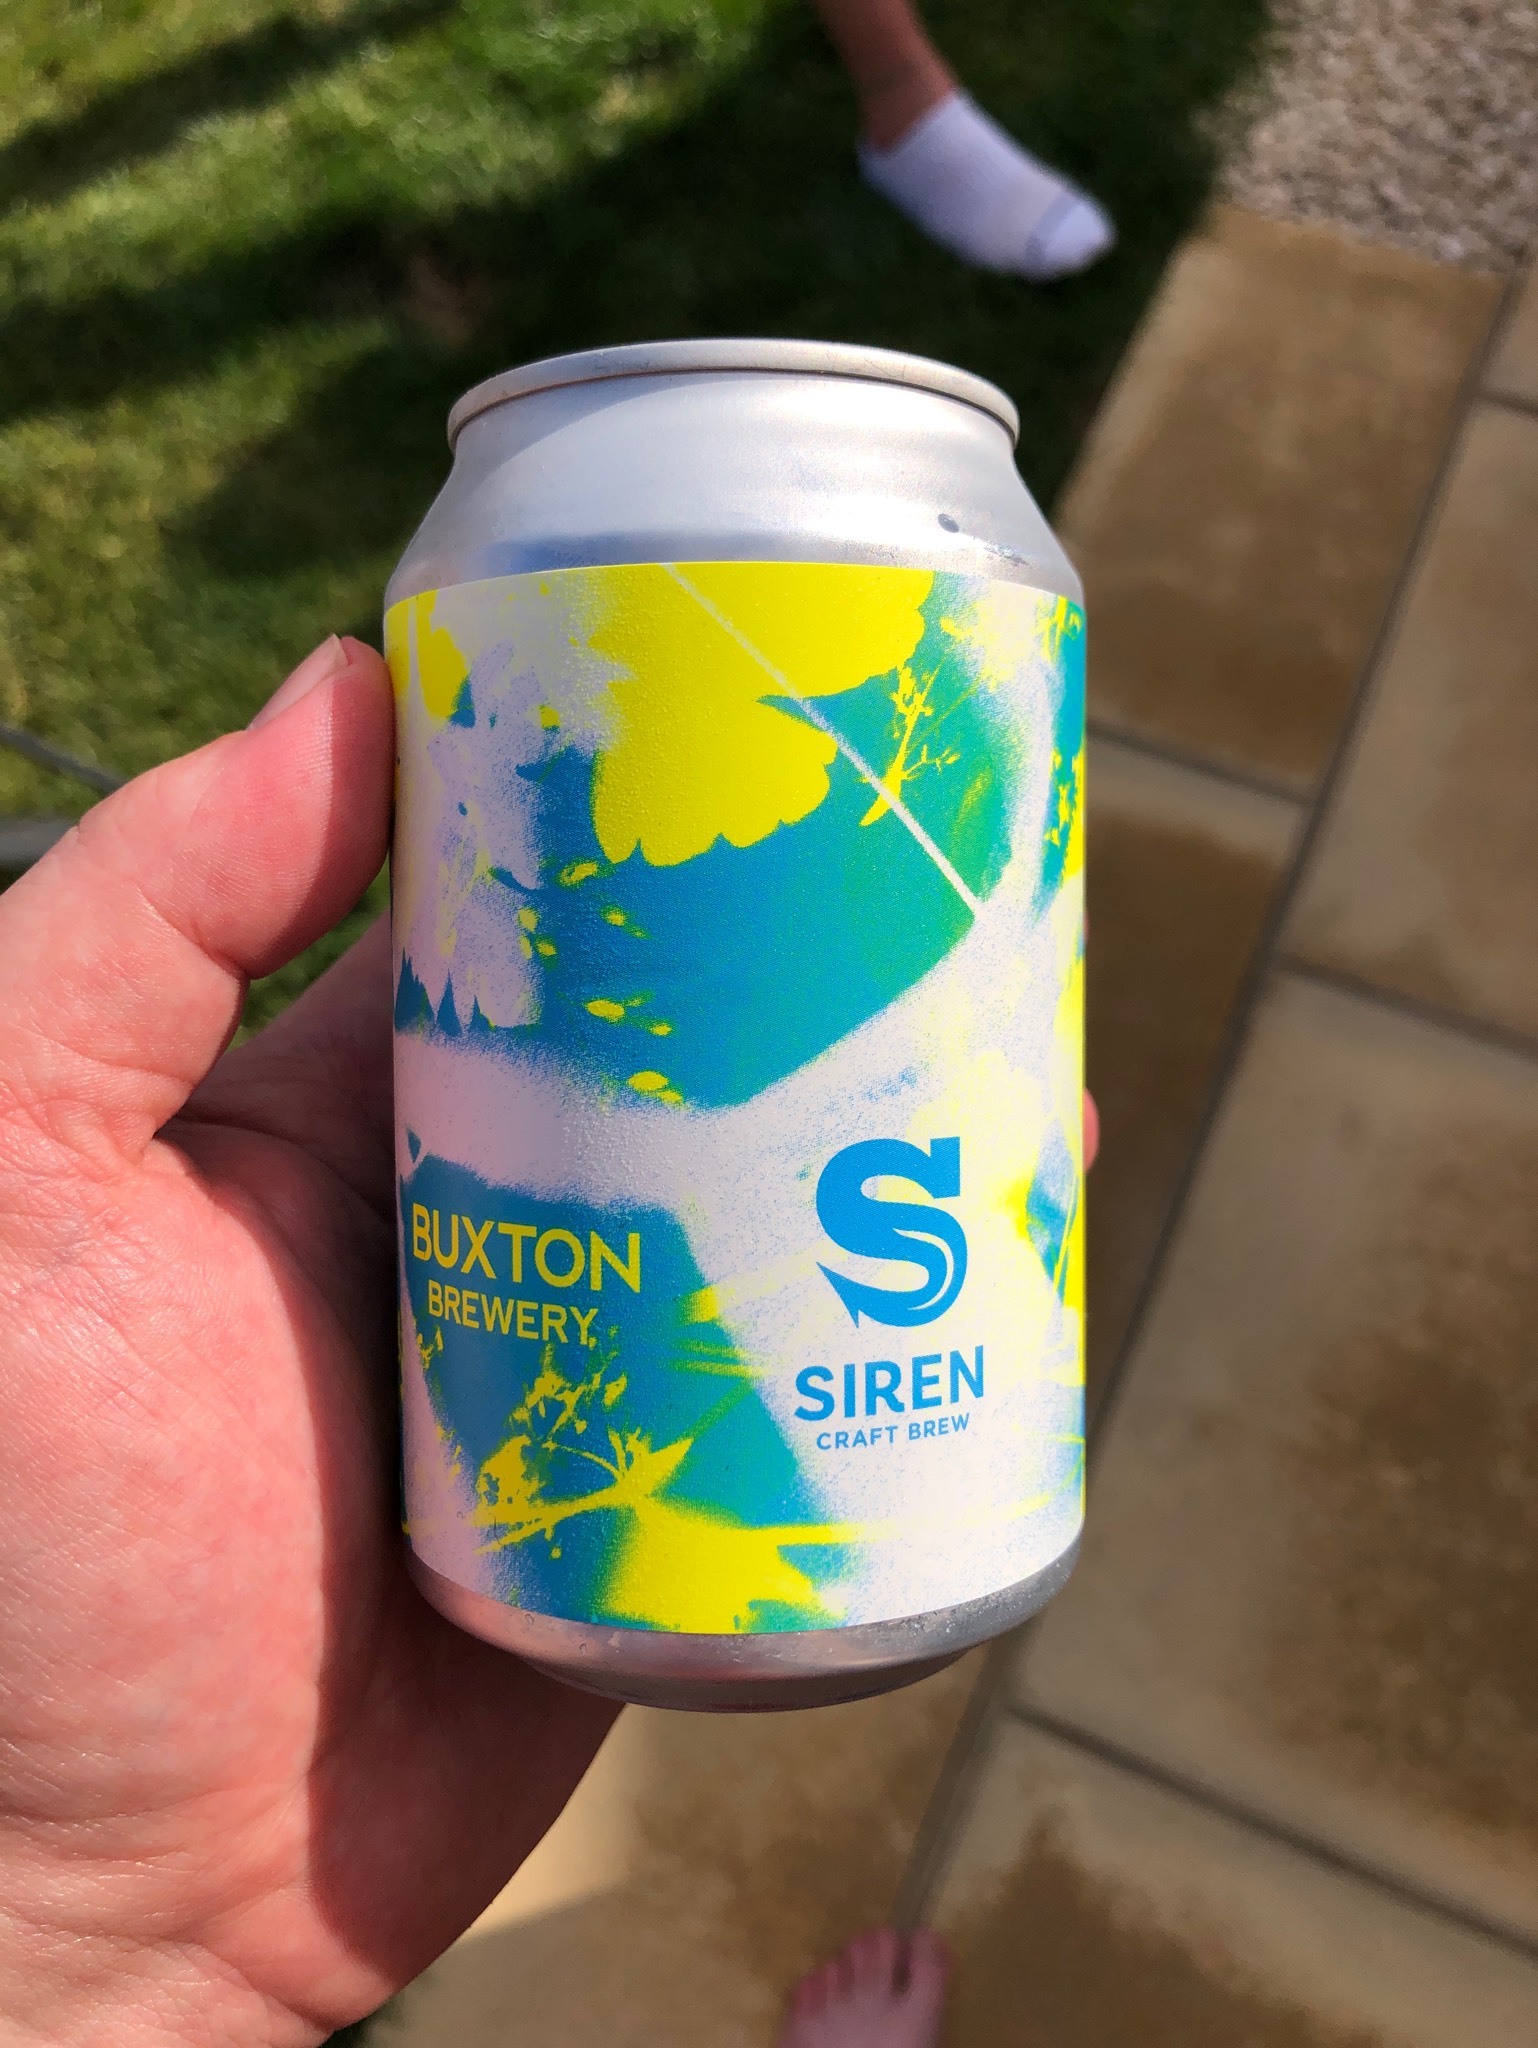 BUXTON
BREWERY
S
SIREN
CRAFT BREW